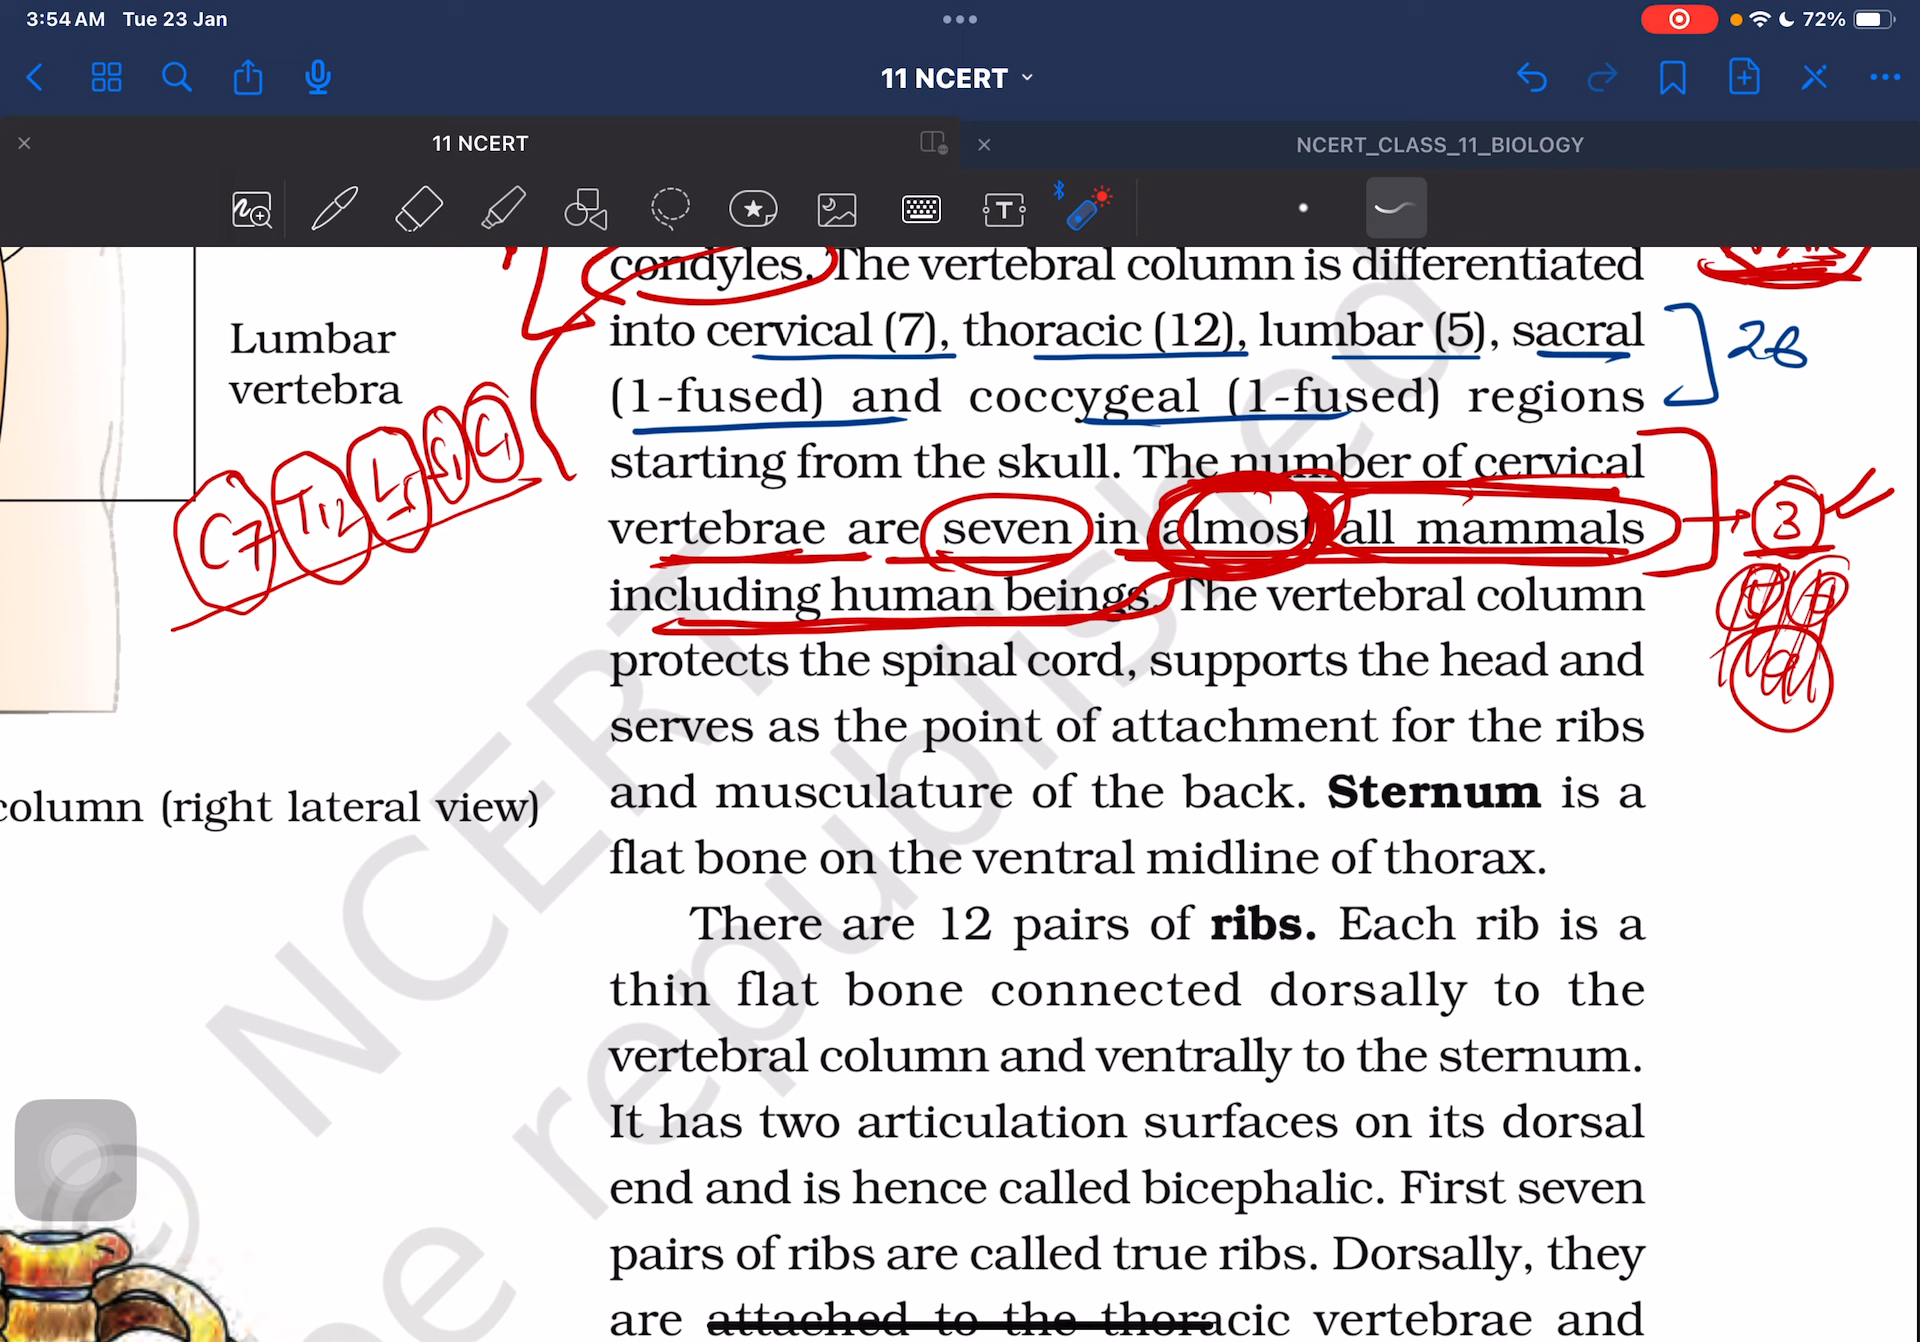 3:54 AM Tue 23 Jan
72%
11 NCERT
11 NCERT
NCERT_CLASS_11_BIOLOGY
condyles. The vertebral column is differentiated
into cervical (7), thoracic (12), lumbar (5), sacral
(1-fused) and coccygeal (1-fused) regions
starting from the skull. The number of cervical
vertebrae are seven in almost all mammals
including human beings. The vertebral column
protects the spinal cord, supports the head and
serves as the point of attachment for the ribs
and musculature of the back. Sternum is a
flat bone on the ventral midline of thorax.
There are 12 pairs of ribs. Each rib is a
thin flat bone connected dorsally to the
vertebral column and ventrally to the sternum.
It has two articulation surfaces on its dorsal
end and is hence called bicephalic. First seven
pairs of ribs are called true ribs. Dorsally, they
are attached to the thoracic vertebrae and
Lumbar
vertebra
C7 T12 L5 S1 C1
column (right lateral view)
26
3
© NCERT
republished